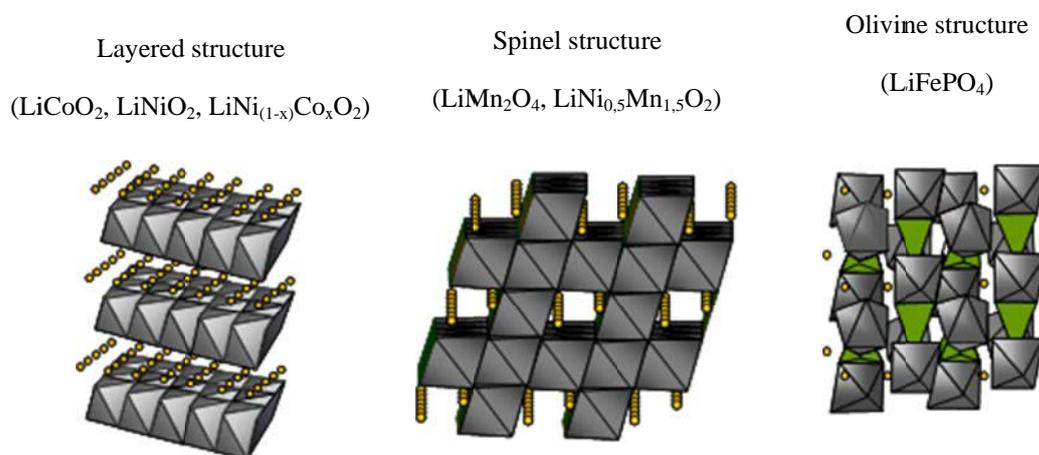 Layered structure
(LiCoO₂, LiNiO₂, LiNi₍₁₋ₓ₎CoₓO₂)
Spinel structure
(LiMn₂O₄, LiNi₀,₅Mn₁,₅O₂)
Olivine structure
(LiFePO₄)